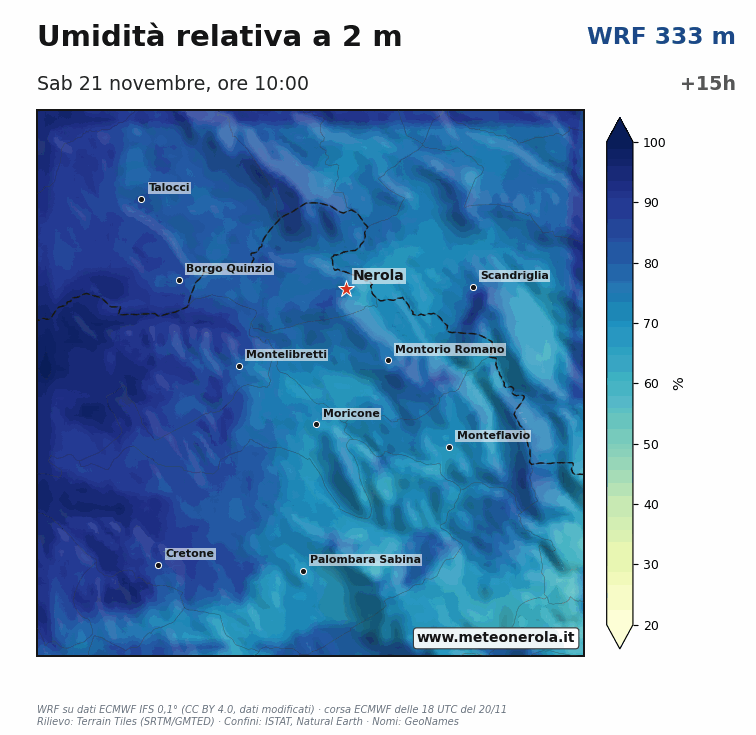 Umidità relativa a 2 m
WRF 333 m
Sab 21 novembre, ore 10:00
+15h
Talocci
Borgo Quinzio
Nerola
Scandriglia
Montelibretti
Montorio Romano
Moricone
Monteflavio
Cretone
Palombara Sabina
www.meteonerola.it
100
90
80
70
60
50
40
30
20
%
WRF su dati ECMWF IFS 0,1° (CC BY 4.0, dati modificati) · corsa ECMWF delle 18 UTC del 20/11
Rilievo: Terrain Tiles (SRTM/GMTED) · Confini: ISTAT, Natural Earth · Nomi: GeoNames